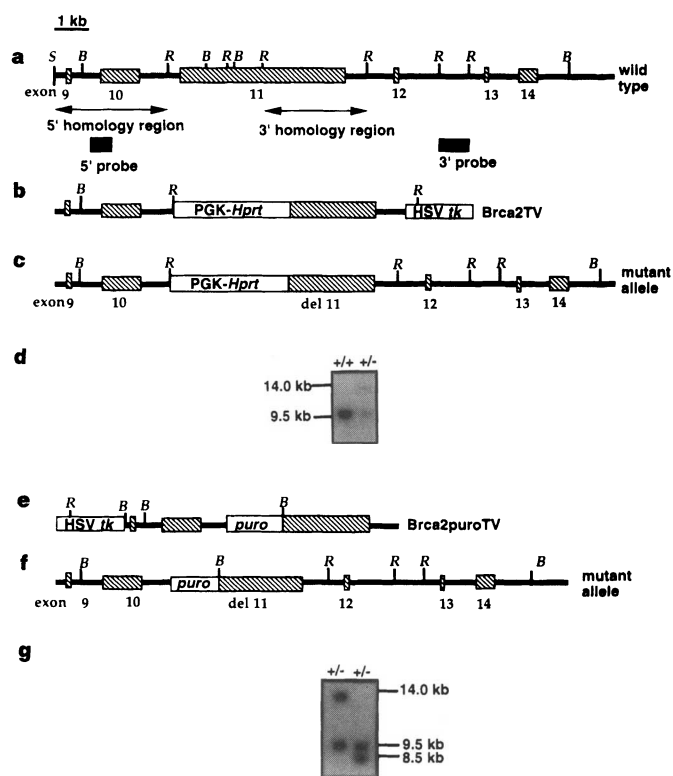 1 kb
a
S B R B R B R R R R B
wild
type
exon 9 10 11 12 13 14
5' homology region 3' homology region
5' probe 3' probe
b
B R R
PGK-Hprt HSV tk Brca2TV
c
B R R R R B
PGK-Hprt
mutant
allele
exon 9 10 del 11 12 13 14
d
+/+ +/-
14.0 kb
9.5 kb
e
R B B B
HSV tk puro Brca2puroTV
f
B B R R R B
puro
mutant
allele
exon 9 10 del 11 12 13 14
g
+/- +/-
14.0 kb
9.5 kb
8.5 kb